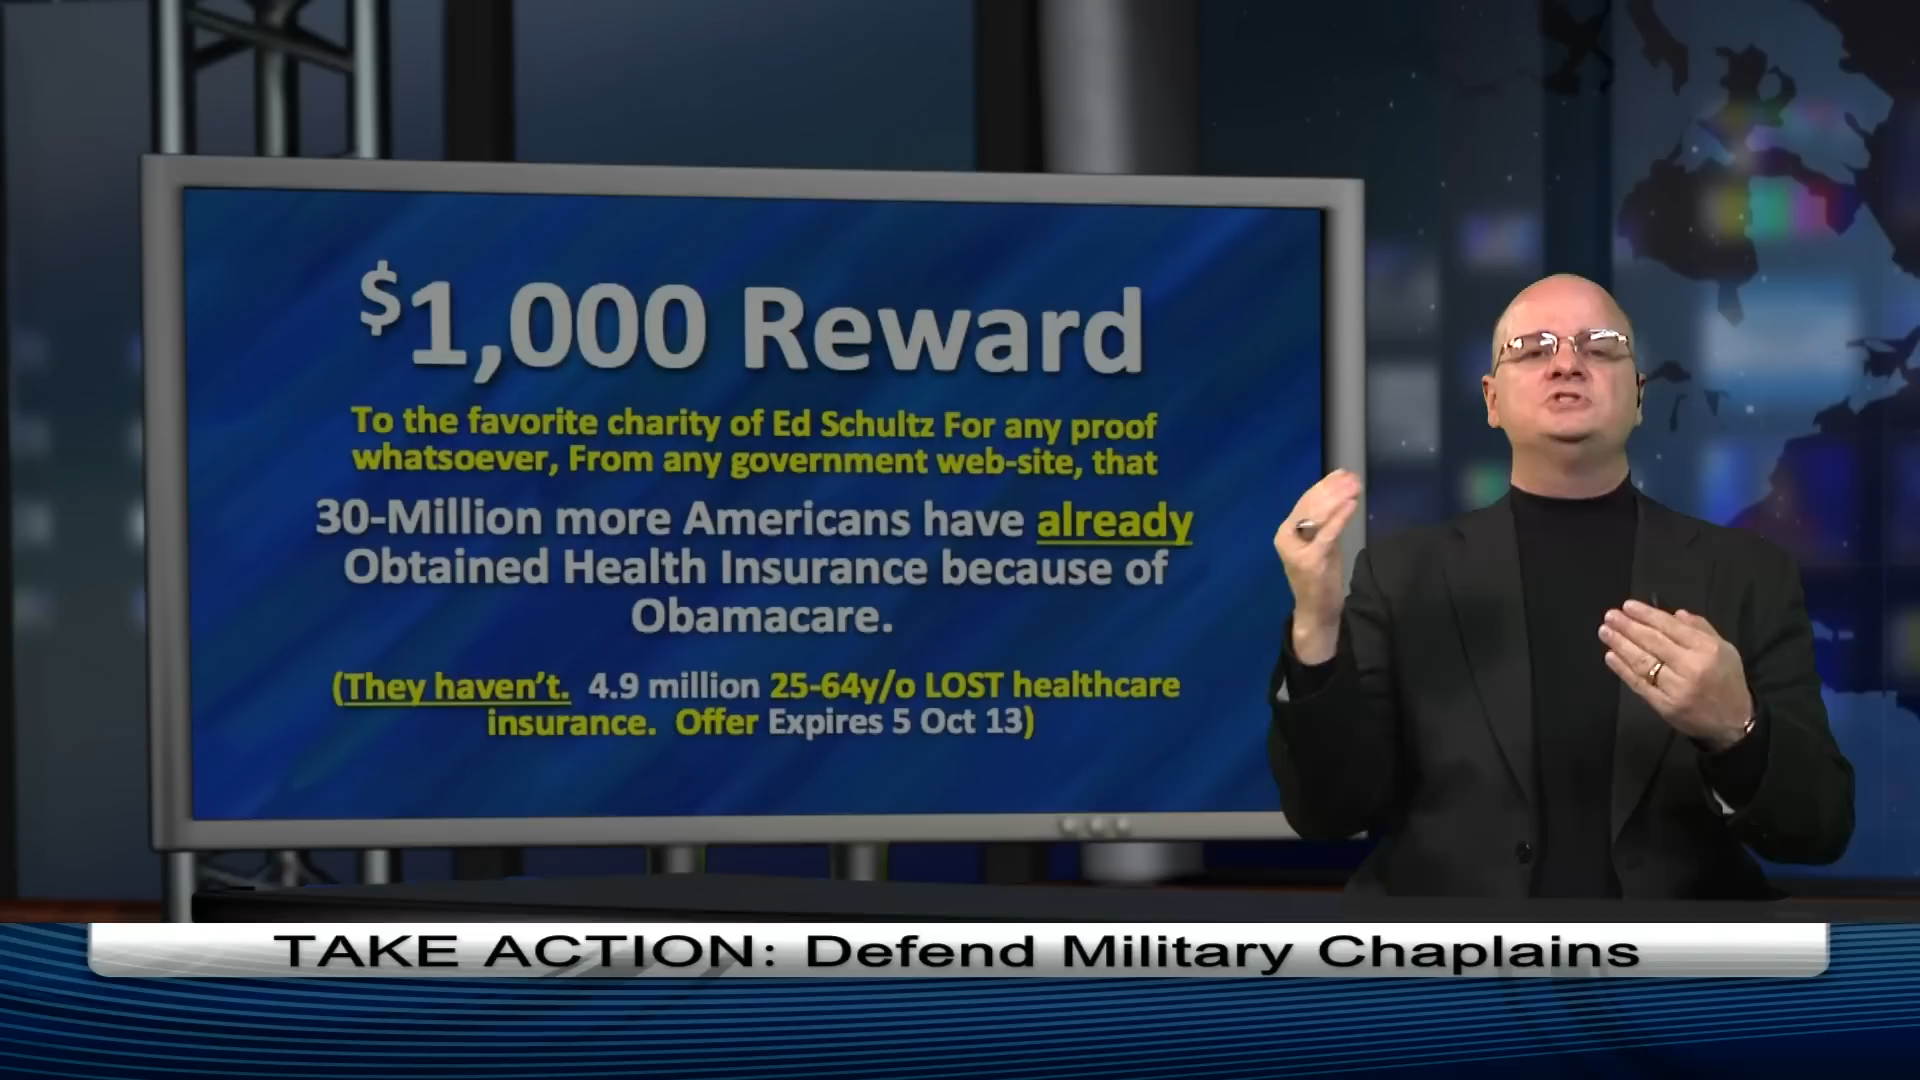 $1,000 Reward
To the favorite charity of Ed Schultz For any proof
whatsoever, From any government web-site, that
30-Million more Americans have already
Obtained Health Insurance because of
Obamacare.
(They haven't.  4.9 million 25-64y/o LOST healthcare
insurance.  Offer Expires 5 Oct 13)
TAKE ACTION: Defend Military Chaplains